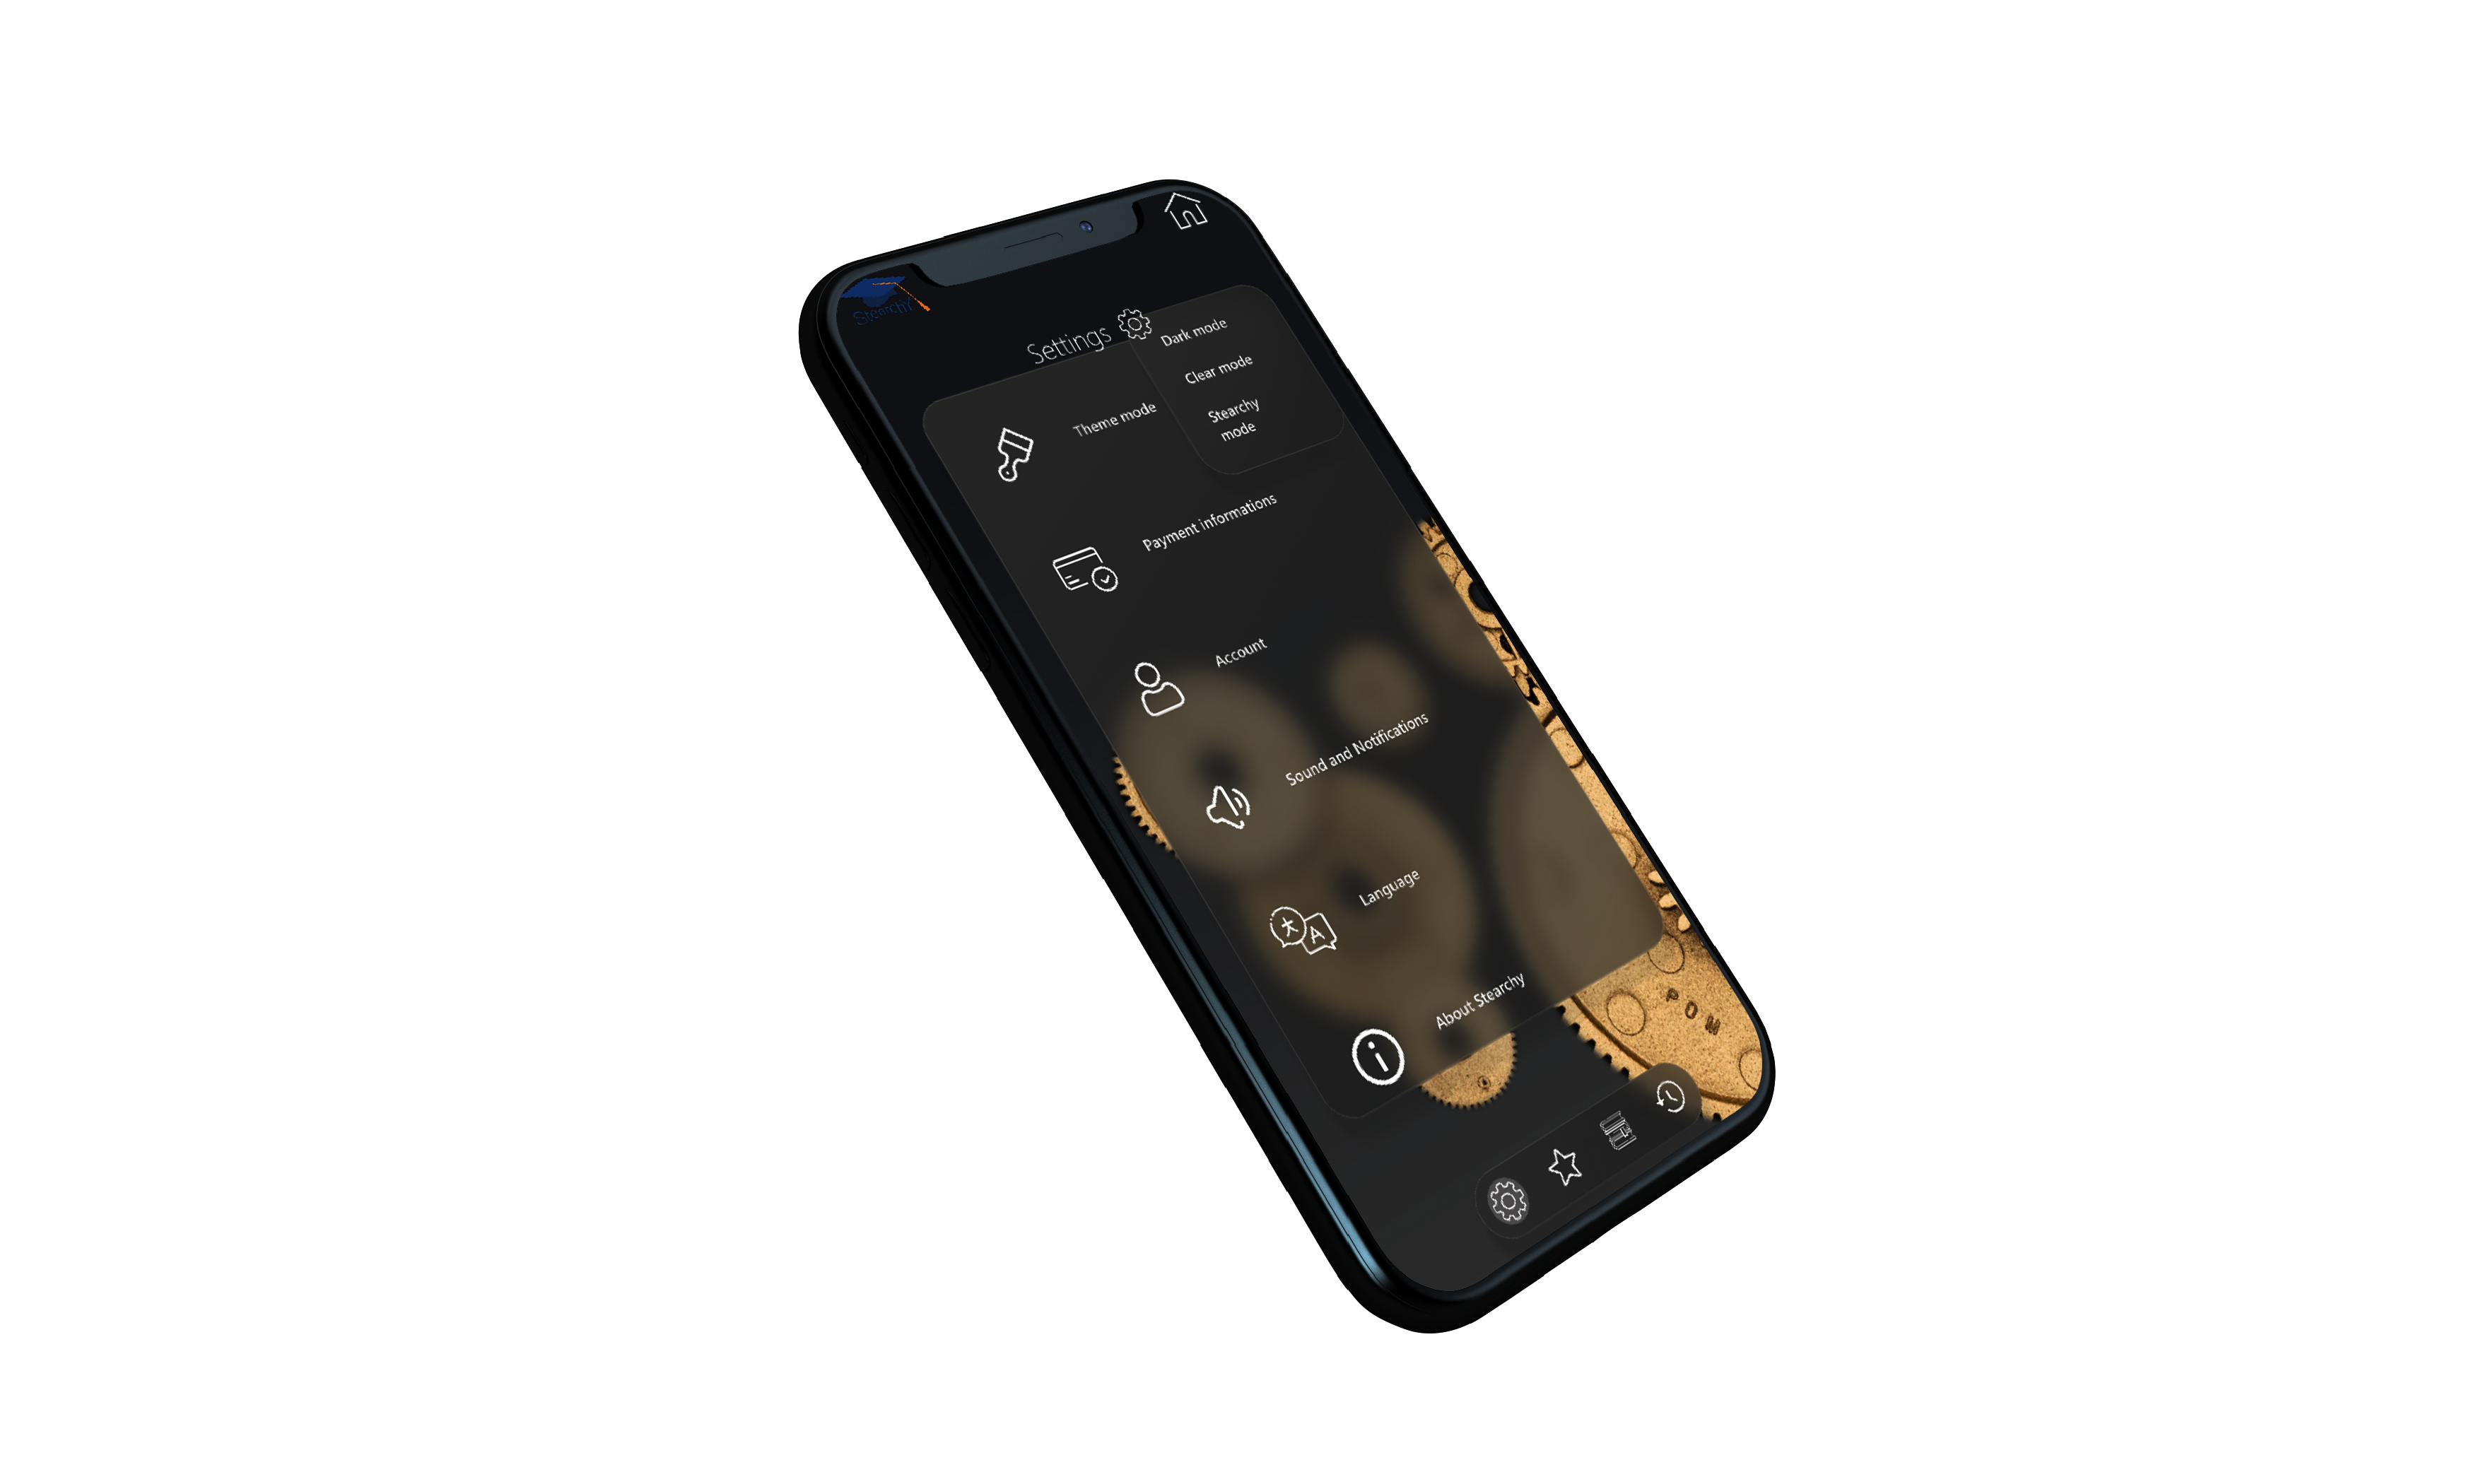 Stearchy
Settings
Dark mode
Clear mode
Stearchy
mode
Theme mode
Payment informations
Account
Sound and Notifications
Language
A
About Stearchy
POM